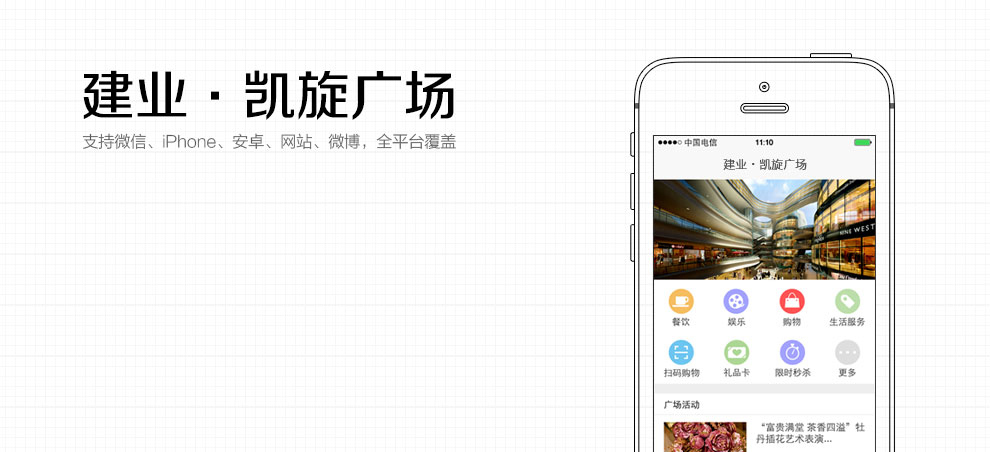 建业·凯旋广场
支持微信、iPhone、安卓、网站、微博，全平台覆盖
中国电信 11:10
建业·凯旋广场
NINE WEST
餐饮 娱乐 购物 生活服务
扫码购物 礼品卡 限时秒杀 更多
广场活动
“富贵满堂 茶香四溢”牡
丹插花艺术表演...